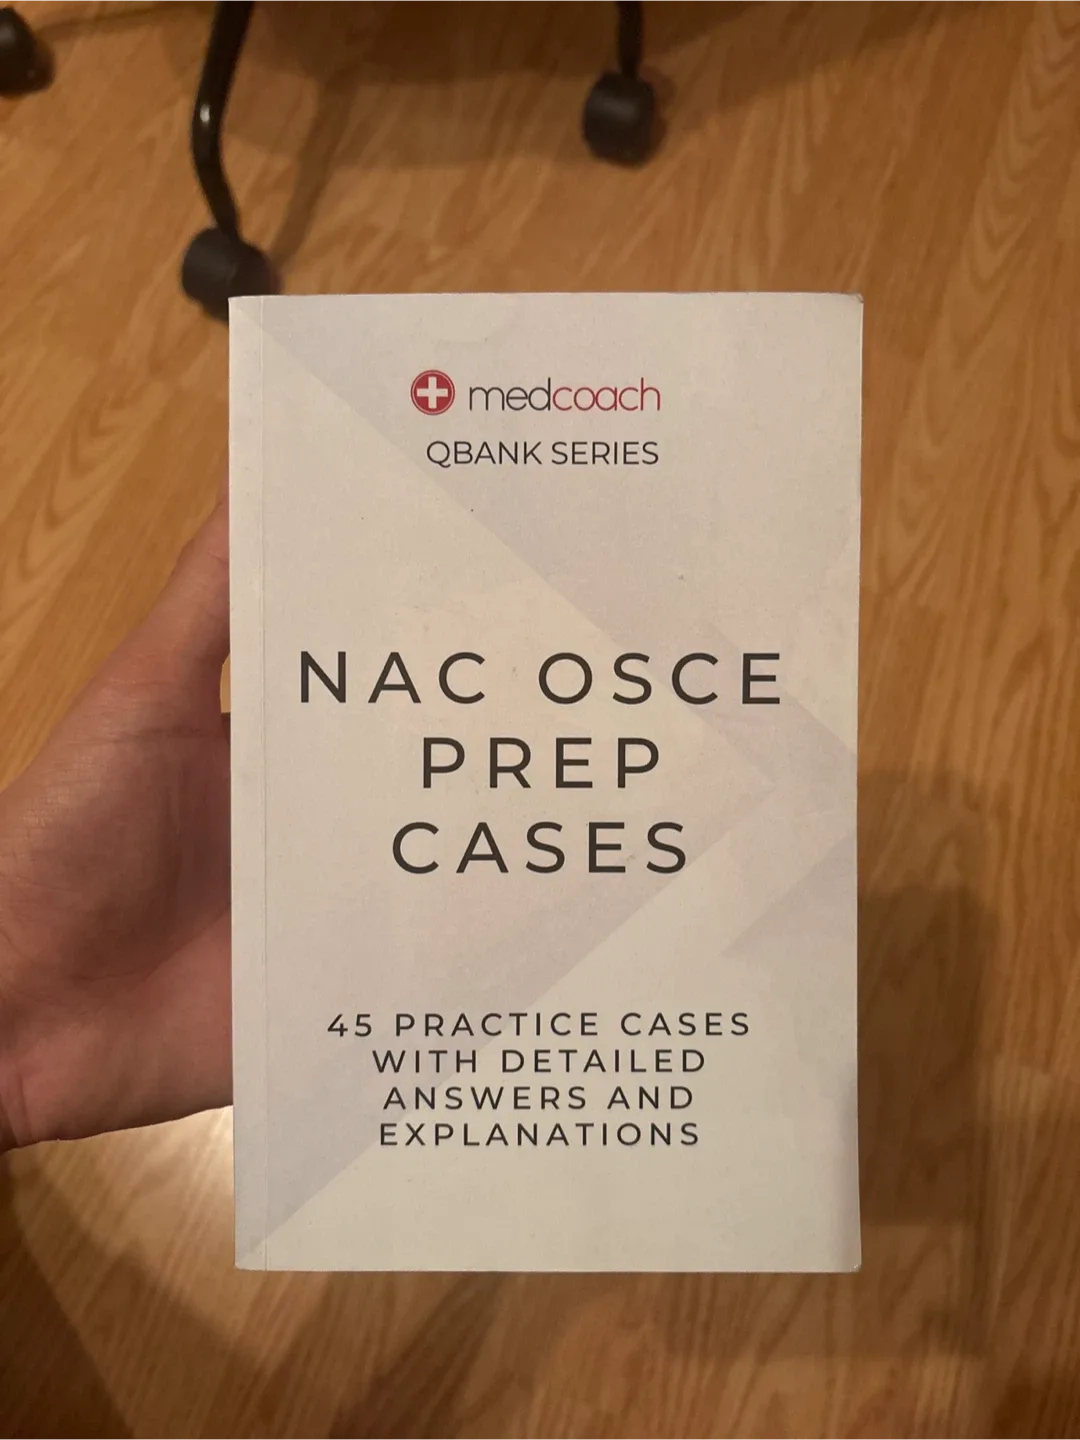 medcoach
QBANK SERIES
NAC OSCE
PREP
CASES
45 PRACTICE CASES
WITH DETAILED
ANSWERS AND
EXPLANATIONS